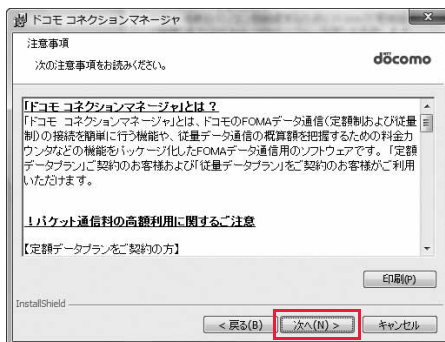 ドコモ コネクションマネージャ
注意事項
次の注意事項をお読みください。
döcomo
「ドコモ コネクションマネージャ」とは?
「ドコモ コネクションマネージャ」とは、ドコモのFOMAデータ通信(定額制および従量
制)の接続を簡単に行う機能や、従量データ通信の概算額を把握するための料金カ
ウンタなどの機能をパッケージ化したFOMAデータ通信用のソフトウェアです。「定額
データプラン」ご契約のお客様および「従量データプラン」をご契約のお客様がご利用
いただけます。
!パケット通信料の高額利用に関するご注意
【定額データプランをご契約の方】
印刷(P)
InstallShield
< 戻る(B)
次へ(N) >
キャンセル